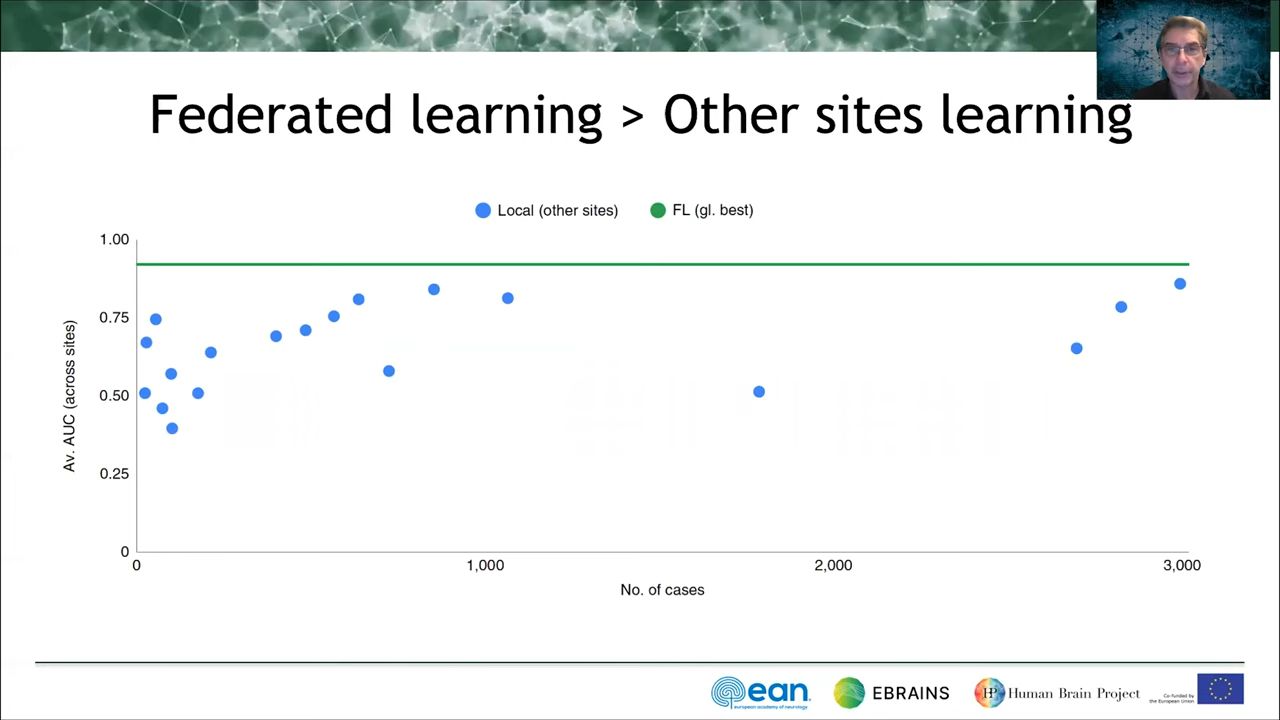 Federated learning > Other sites learning
Local (other sites) FL (gl. best)
1.00
0.75
0.50
0.25
0
Av. AUC (across sites)
0 1,000 2,000 3,000
No. of cases
ean
european academy of neurology
EBRAINS
HP Human Brain Project
Co-funded by
the European Union